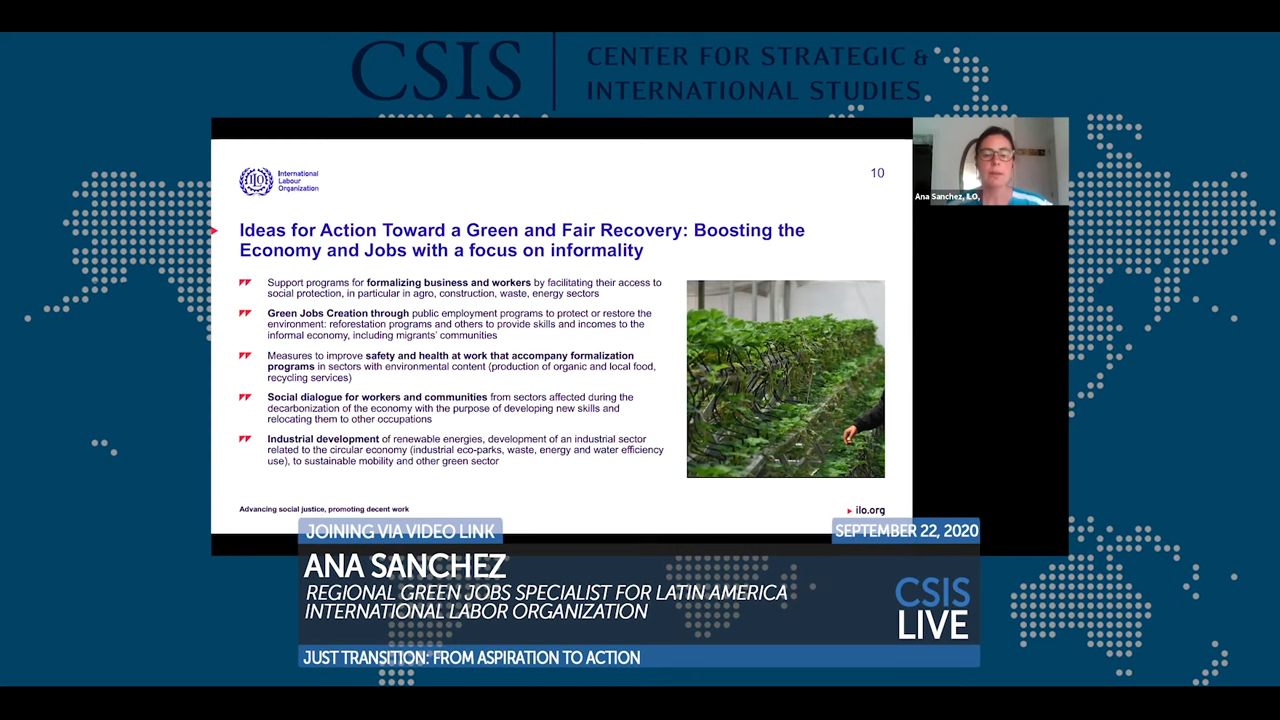 CSIS
CENTER FOR STRATEGIC &
INTERNATIONAL STUDIES
International
Labour
Organization
10
Ana Sanchez, ILO,
Ideas for Action Toward a Green and Fair Recovery: Boosting the
Economy and Jobs with a focus on informality
Support programs for formalizing business and workers by facilitating their access to
social protection, in particular in agro, construction, waste, energy sectors
Green Jobs Creation through public employment programs to protect or restore the
environment: reforestation programs and others to provide skills and incomes to the
informal economy, including migrants' communities
Measures to improve safety and health at work that accompany formalization
programs in sectors with environmental content (production of organic and local food,
recycling services)
Social dialogue for workers and communities from sectors affected during the
decarbonization of the economy with the purpose of developing new skills and
relocating them to other occupations
Industrial development of renewable energies, development of an industrial sector
related to the circular economy (industrial eco-parks, waste, energy and water efficiency
use), to sustainable mobility and other green sector
Advancing social justice, promoting decent work
ilo.org
JOINING VIA VIDEO LINK
SEPTEMBER 22, 2020
ANA SANCHEZ
REGIONAL GREEN JOBS SPECIALIST FOR LATIN AMERICA
INTERNATIONAL LABOR ORGANIZATION
CSIS
LIVE
JUST TRANSITION: FROM ASPIRATION TO ACTION